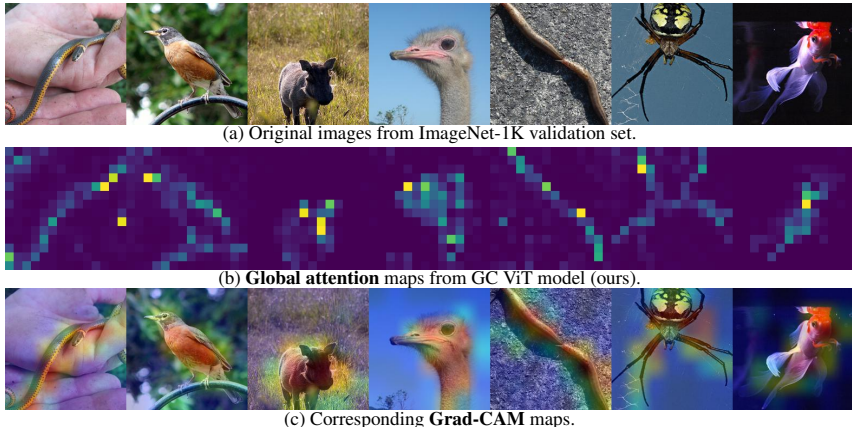 (a) Original images from ImageNet-1K validation set.
(b) Global attention maps from GC ViT model (ours).
(c) Corresponding Grad-CAM maps.